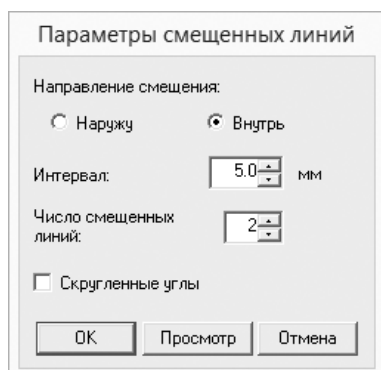 Параметры смещенных линий
Направление смещения:
Наружу Внутрь
Интервал: 5.0 мм
Число смещенных
линий: 2
Скругленные углы
OK Просмотр Отмена